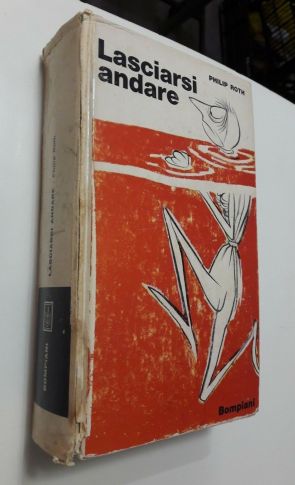 Lasciarsi
andare
PHILIP ROTH
Bompiani
LASCIARSI ANDARE PHILIP ROTH
BOMPIANI